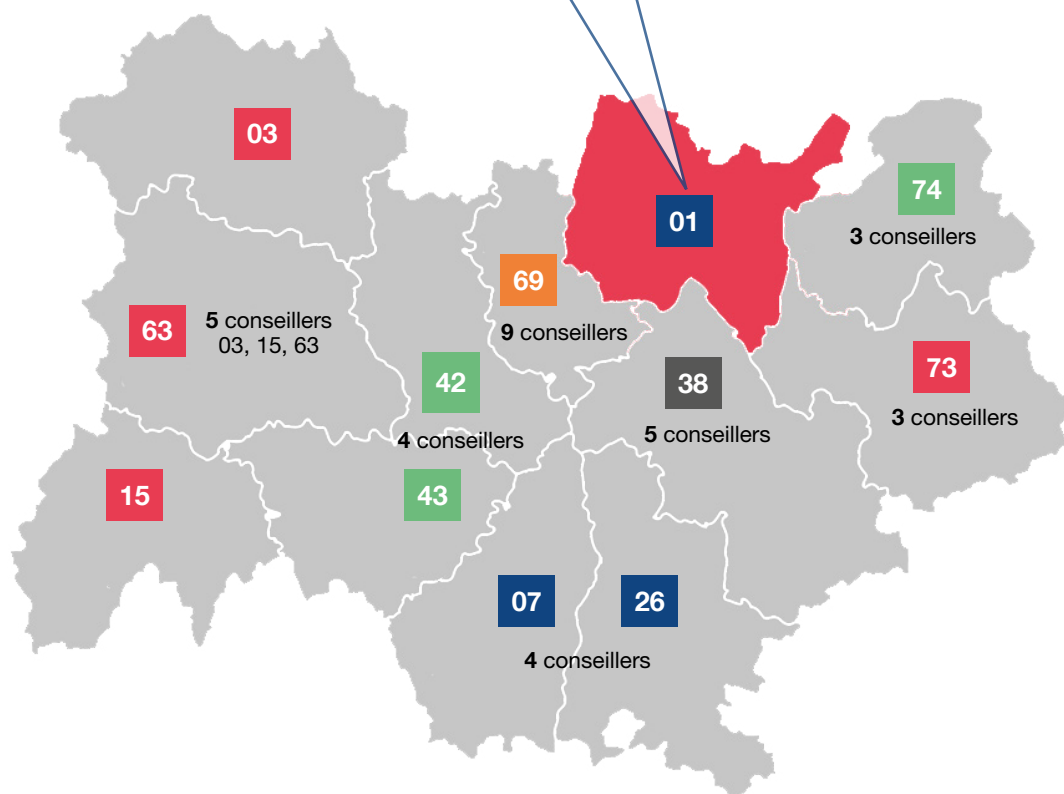 03
74
3 conseillers
01
69
9 conseillers
63
5 conseillers
03, 15, 63
42
4 conseillers
38
5 conseillers
73
3 conseillers
15
43
07
26
4 conseillers